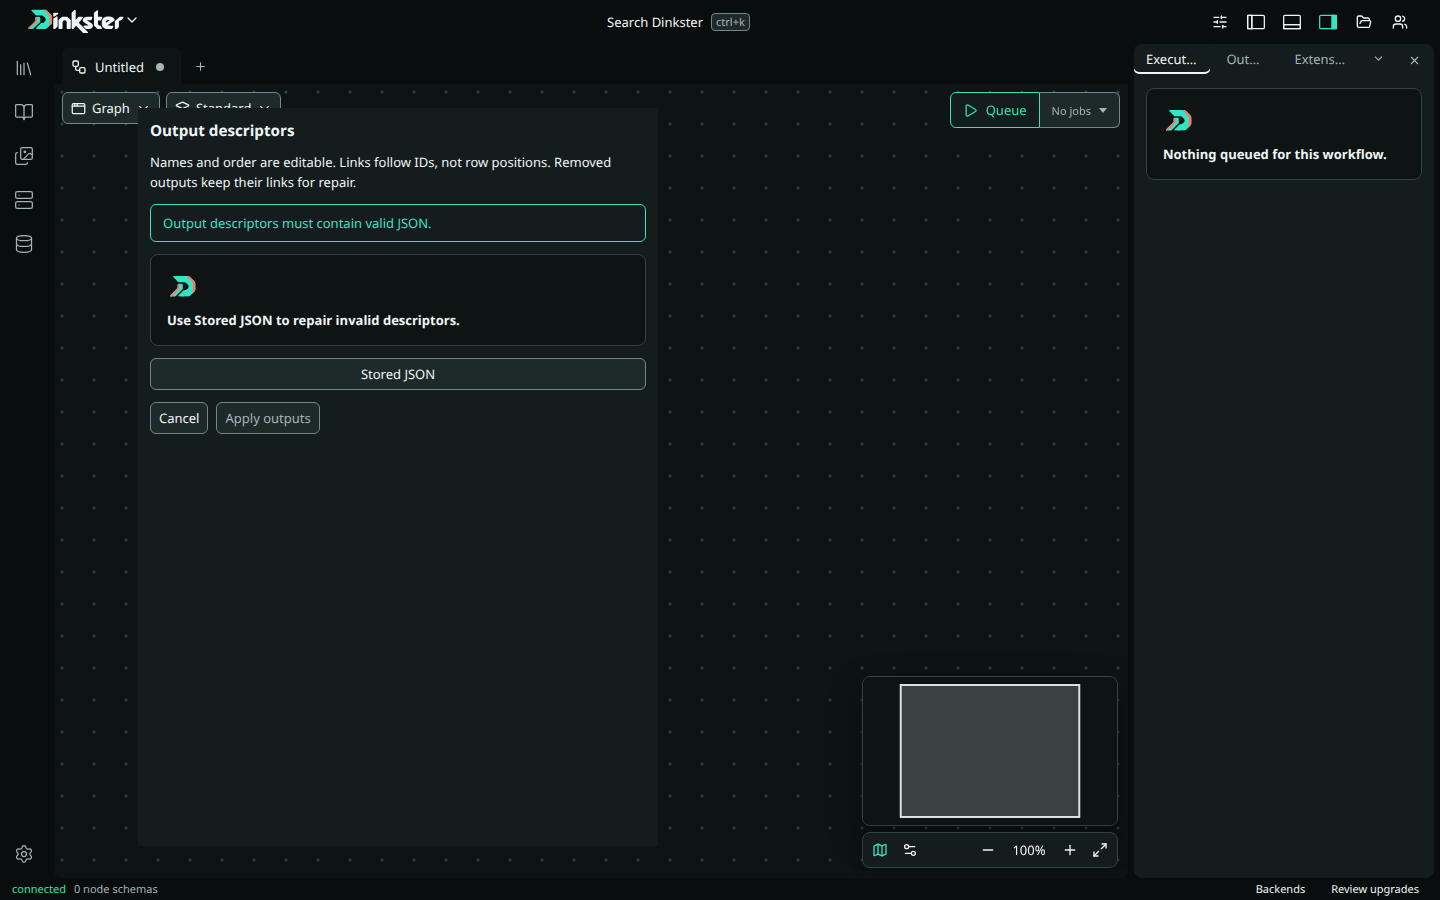 Dinkster
Search Dinkster ctrl+k
Untitled
Execut... Out... Extens...
Graph Standard
Queue No jobs
Output descriptors
Names and order are editable. Links follow IDs, not row positions. Removed
outputs keep their links for repair.
Output descriptors must contain valid JSON.
Use Stored JSON to repair invalid descriptors.
Stored JSON
Cancel Apply outputs
Nothing queued for this workflow.
100%
connected 0 node schemas
Backends Review upgrades